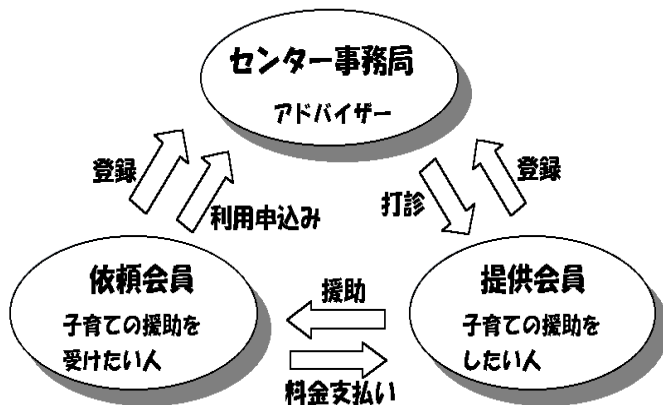 センター事務局
アドバイザー
登録
利用申込み
打診
登録
依頼会員
子育ての援助を
受けたい人
援助
料金支払い
提供会員
子育ての援助を
したい人